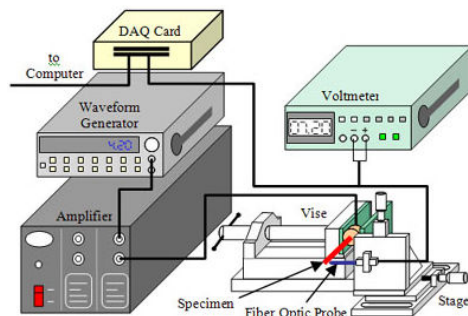 DAQ Card
to
Computer
Waveform
Generator
4.20
Voltmeter
Amplifier
Vise
Specimen
Fiber Optic Probe
Stage